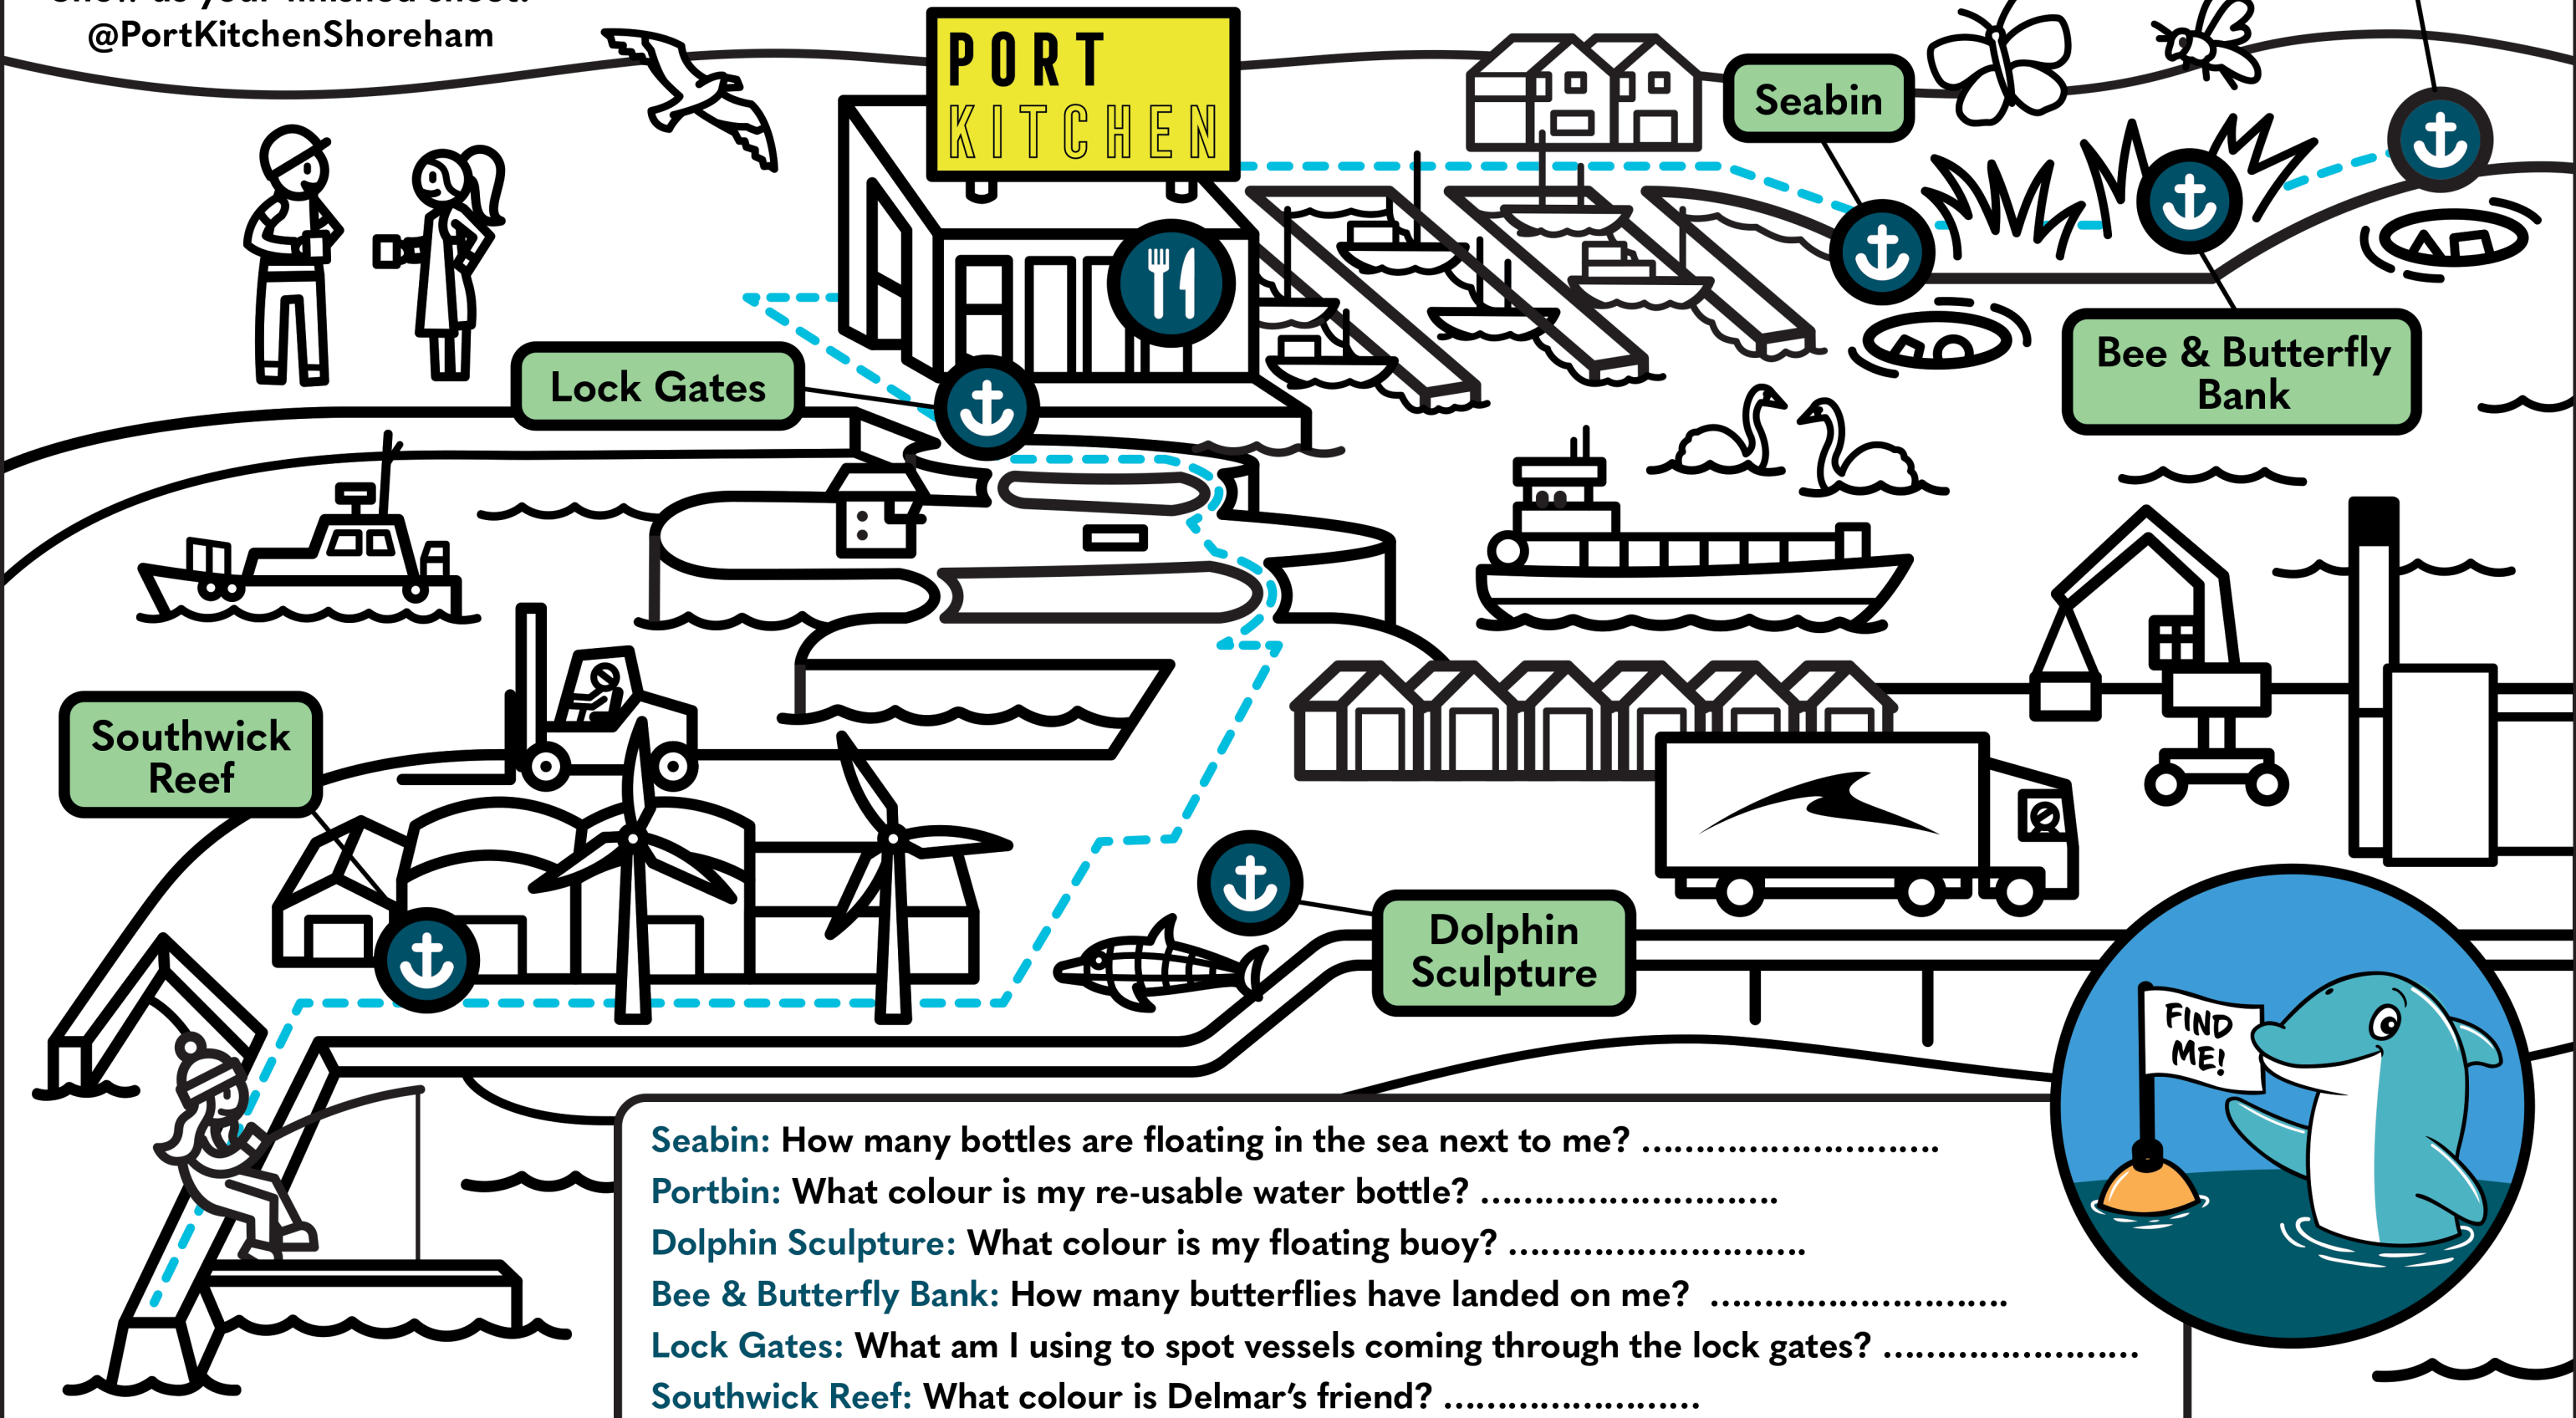 @PortKitchenShoreham
PORT
KITCHEN
Seabin
Bee & Butterfly
Bank
Lock Gates
Southwick
Reef
Dolphin
Sculpture
FIND
ME!
Seabin: How many bottles are floating in the sea next to me? ............................
Portbin: What colour is my re-usable water bottle? ............................
Dolphin Sculpture: What colour is my floating buoy? ............................
Bee & Butterfly Bank: How many butterflies have landed on me? ............................
Lock Gates: What am I using to spot vessels coming through the lock gates? ........................
Southwick Reef: What colour is Delmar's friend? ........................